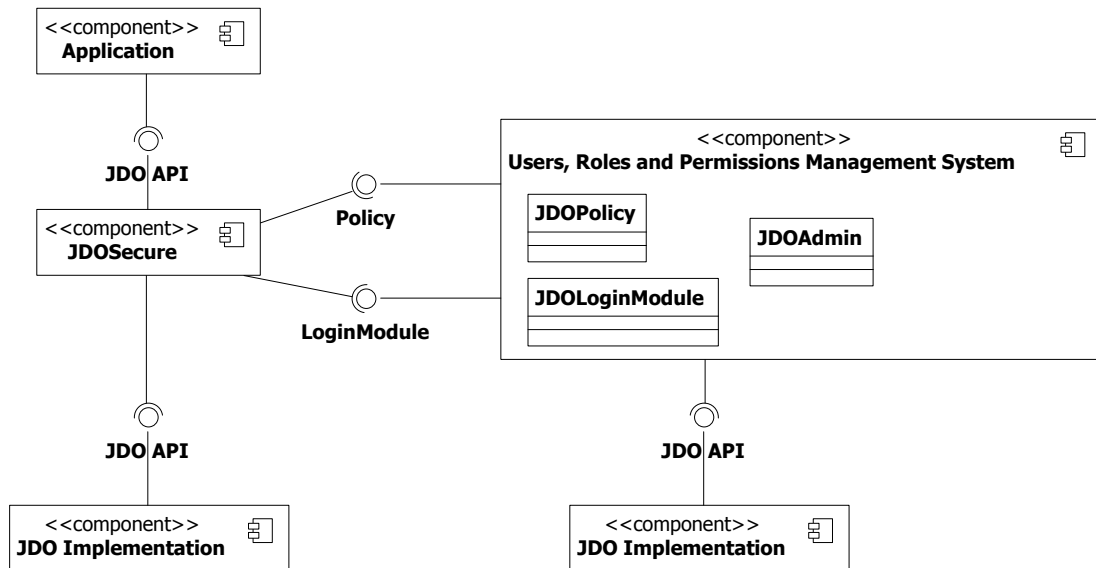 <<component>>
Application
JDO API
<<component>>
JDOSecure
Policy
LoginModule
<<component>>
Users, Roles and Permissions Management System
JDOPolicy
JDOAdmin
JDOLoginModule
JDO API
JDO API
<<component>>
JDO Implementation
<<component>>
JDO Implementation